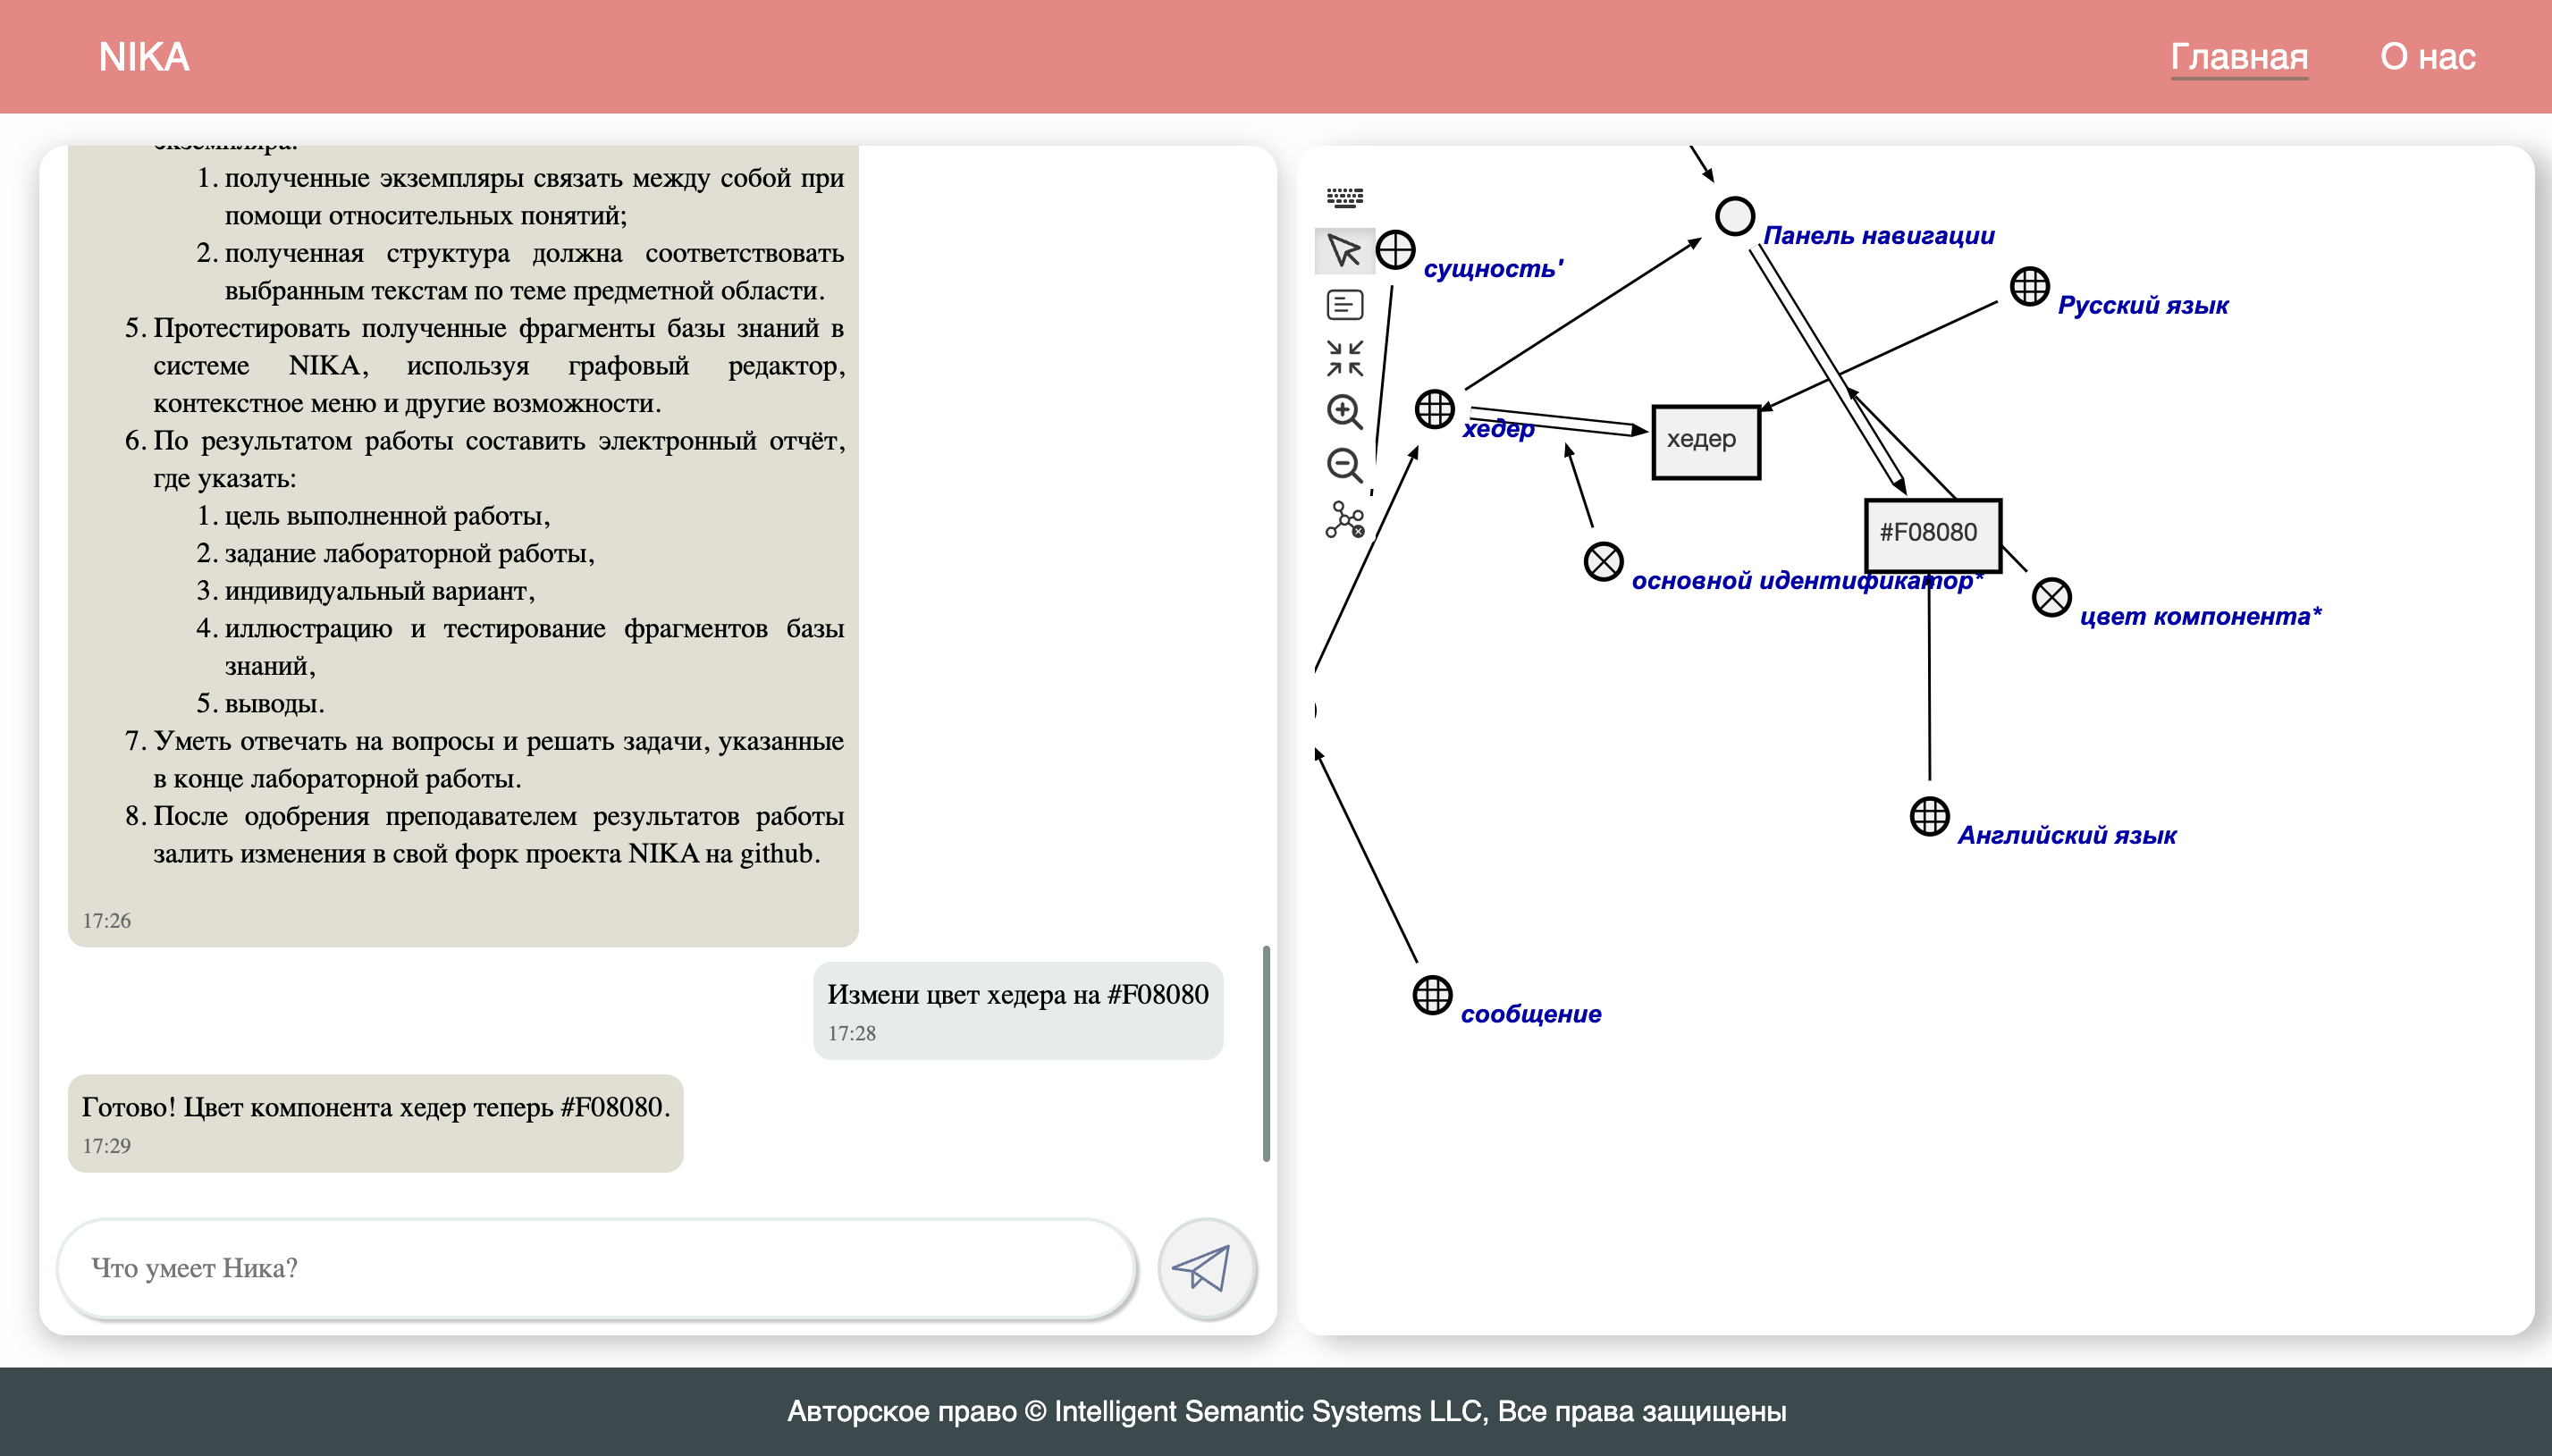 NIKA
Главная
О нас
экземпляра.
1. полученные экземпляры связать между собой при
помощи относительных понятий;
2. полученная структура должна соответствовать
выбранным текстам по теме предметной области.
5. Протестировать полученные фрагменты базы знаний в
системе NIKA, используя графовый редактор,
контекстное меню и другие возможности.
6. По результатом работы составить электронный отчёт,
где указать:
1. цель выполненной работы,
2. задание лабораторной работы,
3. индивидуальный вариант,
4. иллюстрацию и тестирование фрагментов базы
знаний,
5. выводы.
7. Уметь отвечать на вопросы и решать задачи, указанные
в конце лабораторной работы.
8. После одобрения преподавателем результатов работы
залить изменения в свой форк проекта NIKA на github.
17:26
Измени цвет хедера на #F08080
17:28
Готово! Цвет компонента хедер теперь #F08080.
17:29
Что умеет Ника?
Панель навигации
сущность'
Русский язык
хедер
хедер
#F08080
основной идентификатор*
цвет компонента*
Английский язык
сообщение
Авторское право © Intelligent Semantic Systems LLC, Все права защищены